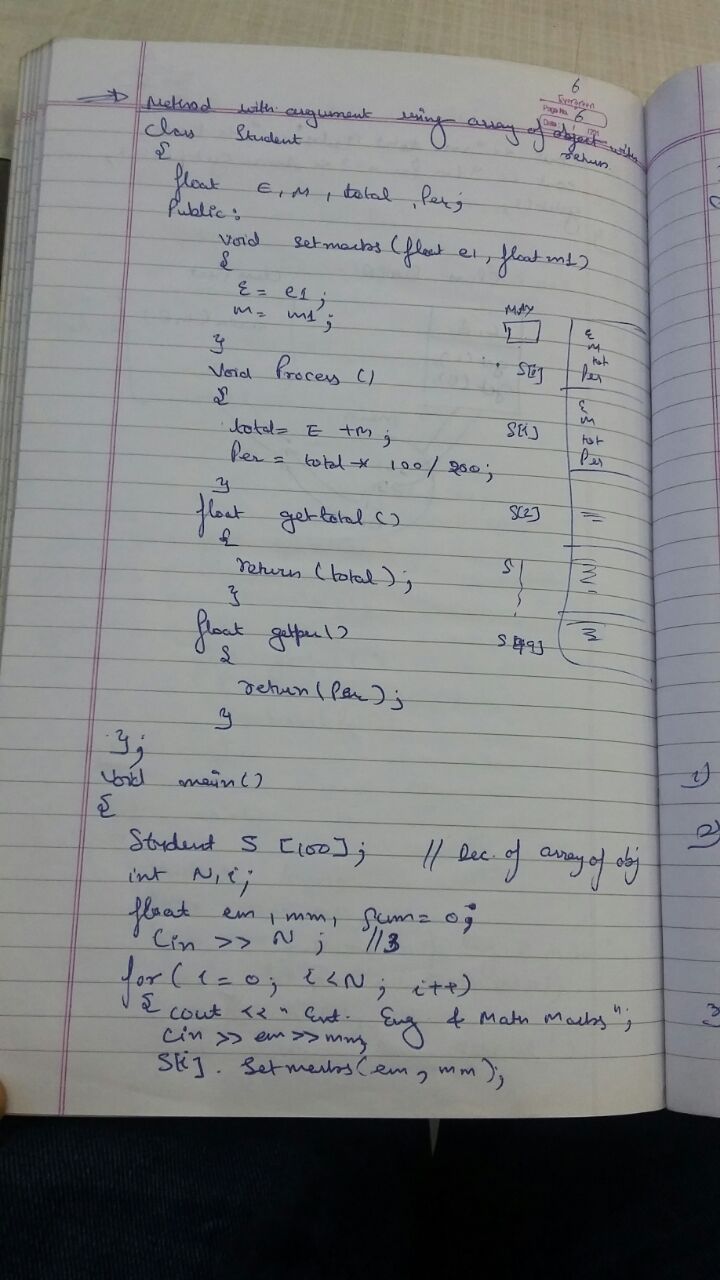 6
Evergreen
Page No. 6
Date
Method with argument using array of object with
return
class Student
{
float E, M, total, Per;
Public:
void setmarks (float e1, float m1)
{
E = e1;
m = m1;
}
void Process ()
{
total = E + M;
Per = total * 100 / 200;
}
float gettotal ()
{
return (total);
}
float getper ()
{
return (Per);
}
};
void main ()
{
Student S [100]; // Dec. of array of obj
int N, i;
float em, mm, sum = 0;
Cin >> N; //3
for (i = 0; i < N; i++)
{ cout << "Ent. Eng & Math Marks";
Cin >> em >> mm;
S[i]. Setmarks (em, mm);
MAX
S[0]
E
M
tot
Per
S[1]
E
M
tot
Per
S[2]
S
S[99]
1)
2)
3